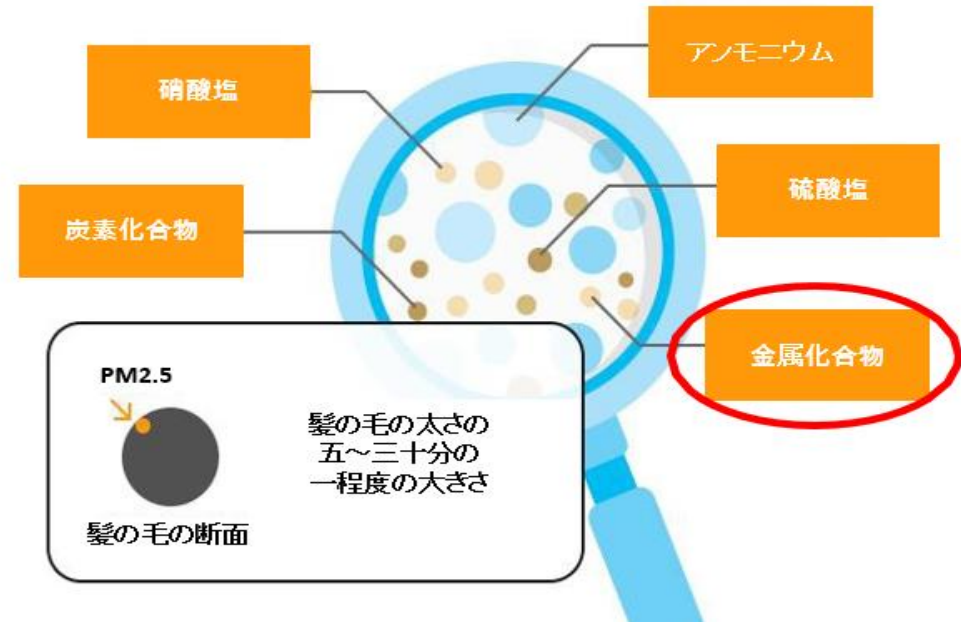 アンモニウム
硝酸塩
硫酸塩
炭素化合物
金属化合物
PM2.5
髪の毛の太さの
五～三十分の
一程度の大きさ
髪の毛の断面